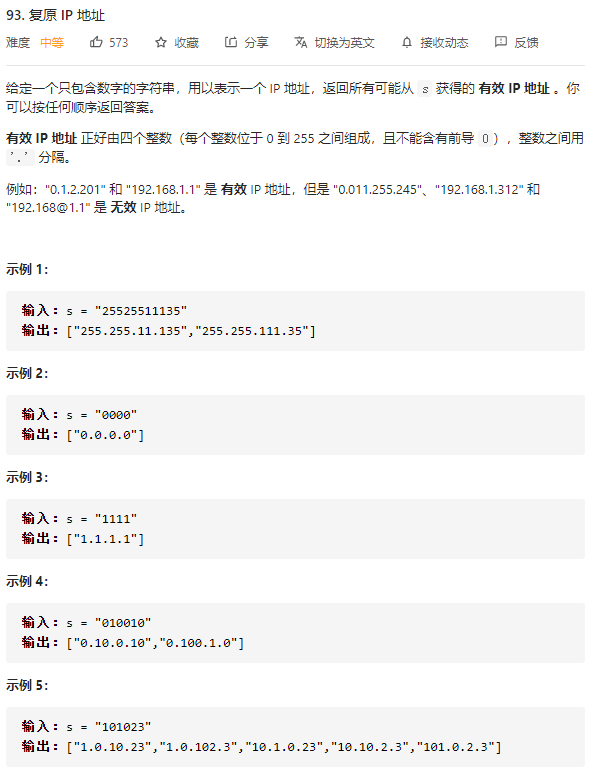 93. 复原 IP 地址
难度 中等 573 收藏 分享 切换为英文 接收动态 反馈
给定一个只包含数字的字符串，用以表示一个 IP 地址，返回所有可能从 s 获得的 有效 IP 地址 。你
可以按任何顺序返回答案。
有效 IP 地址 正好由四个整数（每个整数位于 0 到 255 之间组成，且不能含有前导 0 ），整数之间用
'.' 分隔。
例如："0.1.2.201" 和 "192.168.1.1" 是 有效 IP 地址，但是 "0.011.255.245"、"192.168.1.312" 和
"192.168@1.1" 是 无效 IP 地址。
示例 1：
输入：s = "25525511135"
输出：["255.255.11.135","255.255.111.35"]
示例 2：
输入：s = "0000"
输出：["0.0.0.0"]
示例 3：
输入：s = "1111"
输出：["1.1.1.1"]
示例 4：
输入：s = "010010"
输出：["0.10.0.10","0.100.1.0"]
示例 5：
输入：s = "101023"
输出：["1.0.10.23","1.0.102.3","10.1.0.23","10.10.2.3","101.0.2.3"]